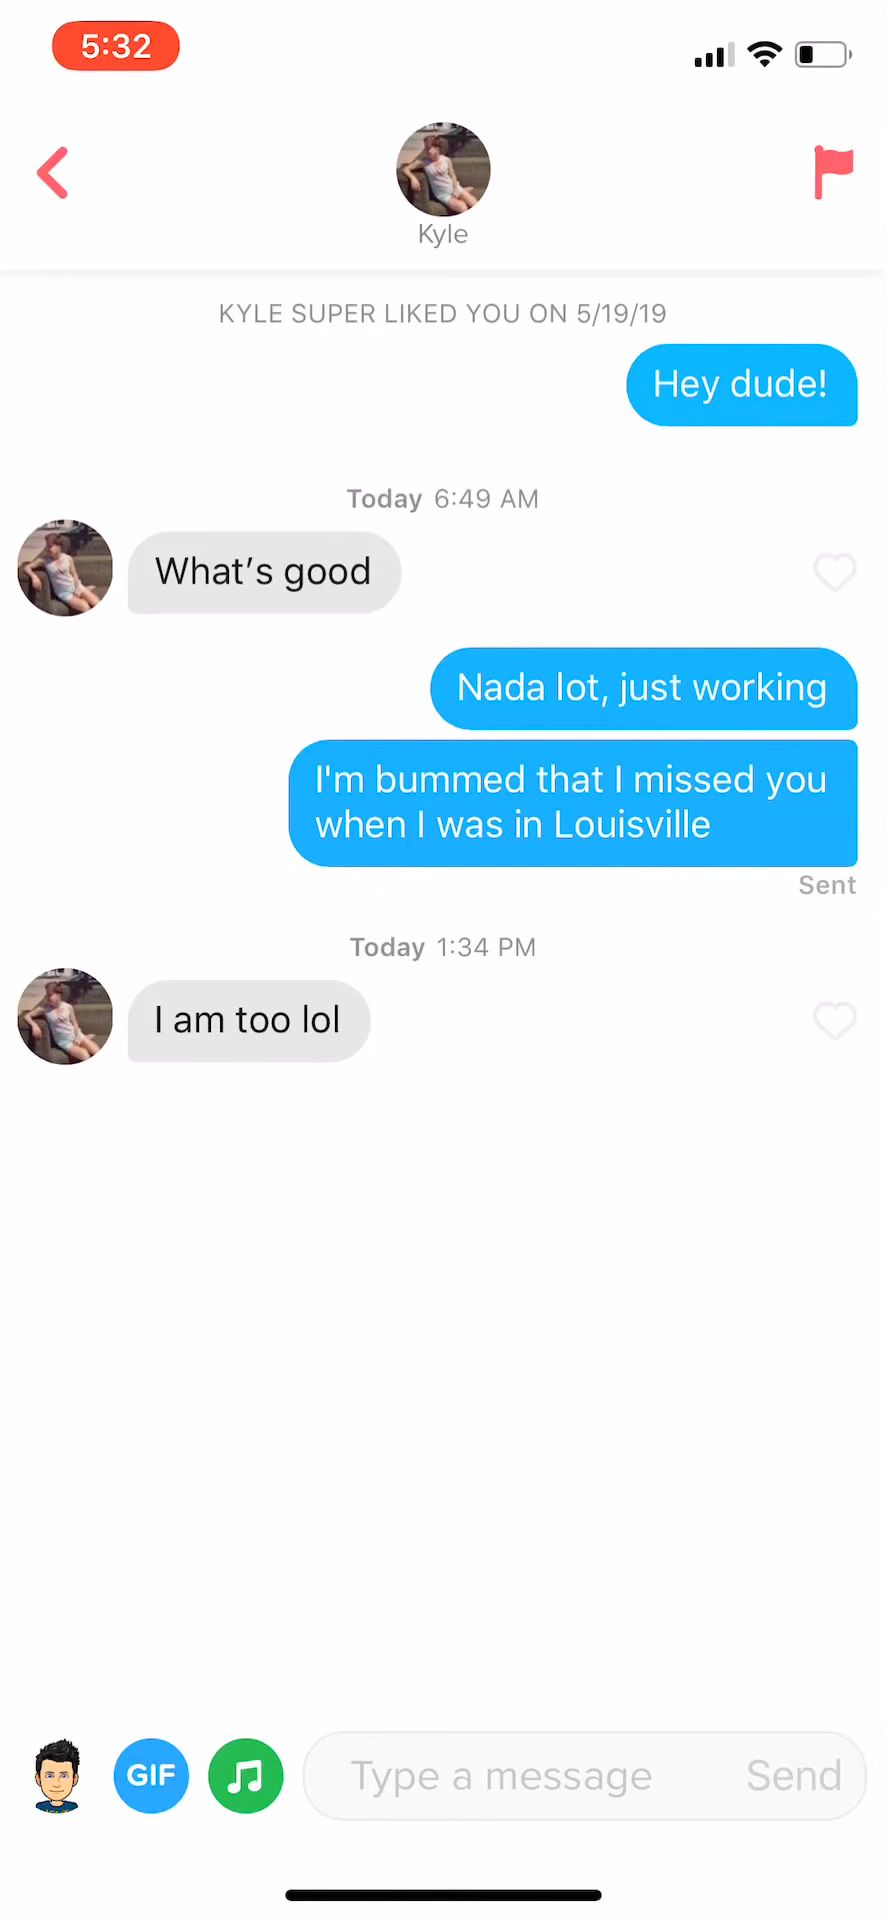 5:32
Kyle
KYLE SUPER LIKED YOU ON 5/19/19
Hey dude!
Today 6:49 AM
What's good
Nada lot, just working
I'm bummed that I missed you
when I was in Louisville
Sent
Today 1:34 PM
I am too lol
GIF
Type a message
Send